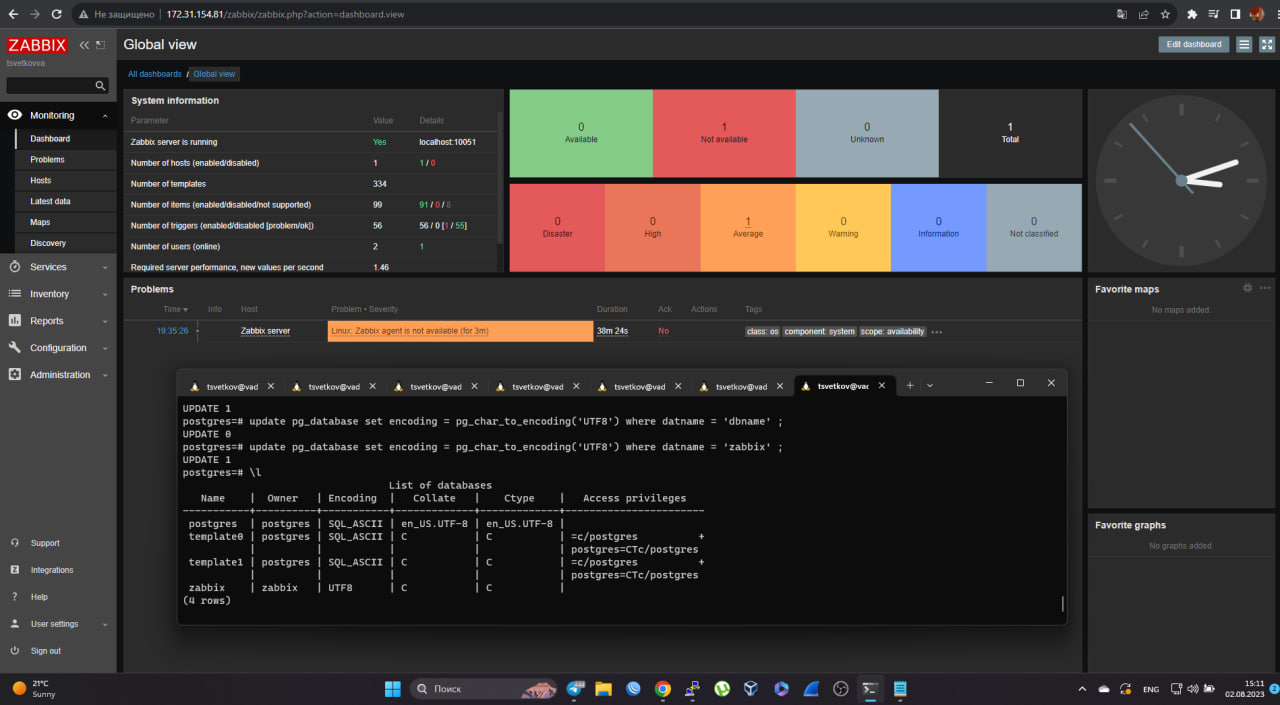 Не защищено
172.31.154.81/zabbix/zabbix.php?action=dashboard.view
ZABBIX
tsvetkovva
Global view
Edit dashboard
All dashboards / Global view
Monitoring
Dashboard
Problems
Hosts
Latest data
Maps
Discovery
Services
Inventory
Reports
Configuration
Administration
Support
Integrations
Help
User settings
Sign out
System information
Parameter Value Details
Zabbix server is running Yes localhost:10051
Number of hosts (enabled/disabled) 1 1 / 0
Number of templates 334
Number of items (enabled/disabled/not supported) 99 91 / 0 / 8
Number of triggers (enabled/disabled [problem/ok]) 56 56 / 0 [1 / 55]
Number of users (online) 2 1
Required server performance, new values per second 1.46
0 Available
1 Not available
0 Unknown
1 Total
0 Disaster
0 High
1 Average
0 Warning
0 Information
0 Not classified
Problems
Time Info Host Problem • Severity Duration Ack Actions Tags
19:35:26 Zabbix server Linux: Zabbix agent is not available (for 3m) 38m 24s No class: os component: system scope: availability
Favorite maps
No maps added.
Favorite graphs
No graphs added.
tsvetkov@vad tsvetkov@vad tsvetkov@vad tsvetkov@vad tsvetkov@vad tsvetkov@vad tsvetkov@vac
UPDATE 1
postgres=# update pg_database set encoding = pg_char_to_encoding('UTF8') where datname = 'dbname' ;
UPDATE 0
postgres=# update pg_database set encoding = pg_char_to_encoding('UTF8') where datname = 'zabbix' ;
UPDATE 1
postgres=# \l
List of databases
Name | Owner | Encoding | Collate | Ctype | Access privileges
-----------+----------+-----------+-------------+-------------+-----------------------
postgres | postgres | SQL_ASCII | en_US.UTF-8 | en_US.UTF-8 |
template0 | postgres | SQL_ASCII | C | C | =c/postgres +
| | | | | postgres=CTc/postgres
template1 | postgres | SQL_ASCII | C | C | =c/postgres +
| | | | | postgres=CTc/postgres
zabbix | zabbix | UTF8 | C | C |
(4 rows)
21°C
Sunny
Поиск
ENG
15:11
02.08.2023